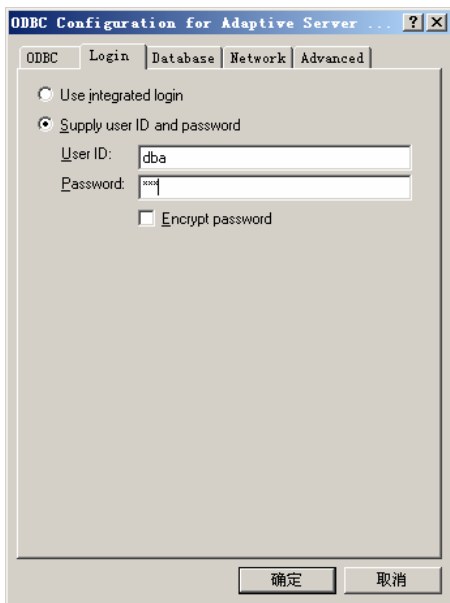 ODBC Configuration for Adaptive Server ...
ODBC Login Database Network Advanced
Use integrated login
Supply user ID and password
User ID: dba
Password: ***
Encrypt password
确定 取消